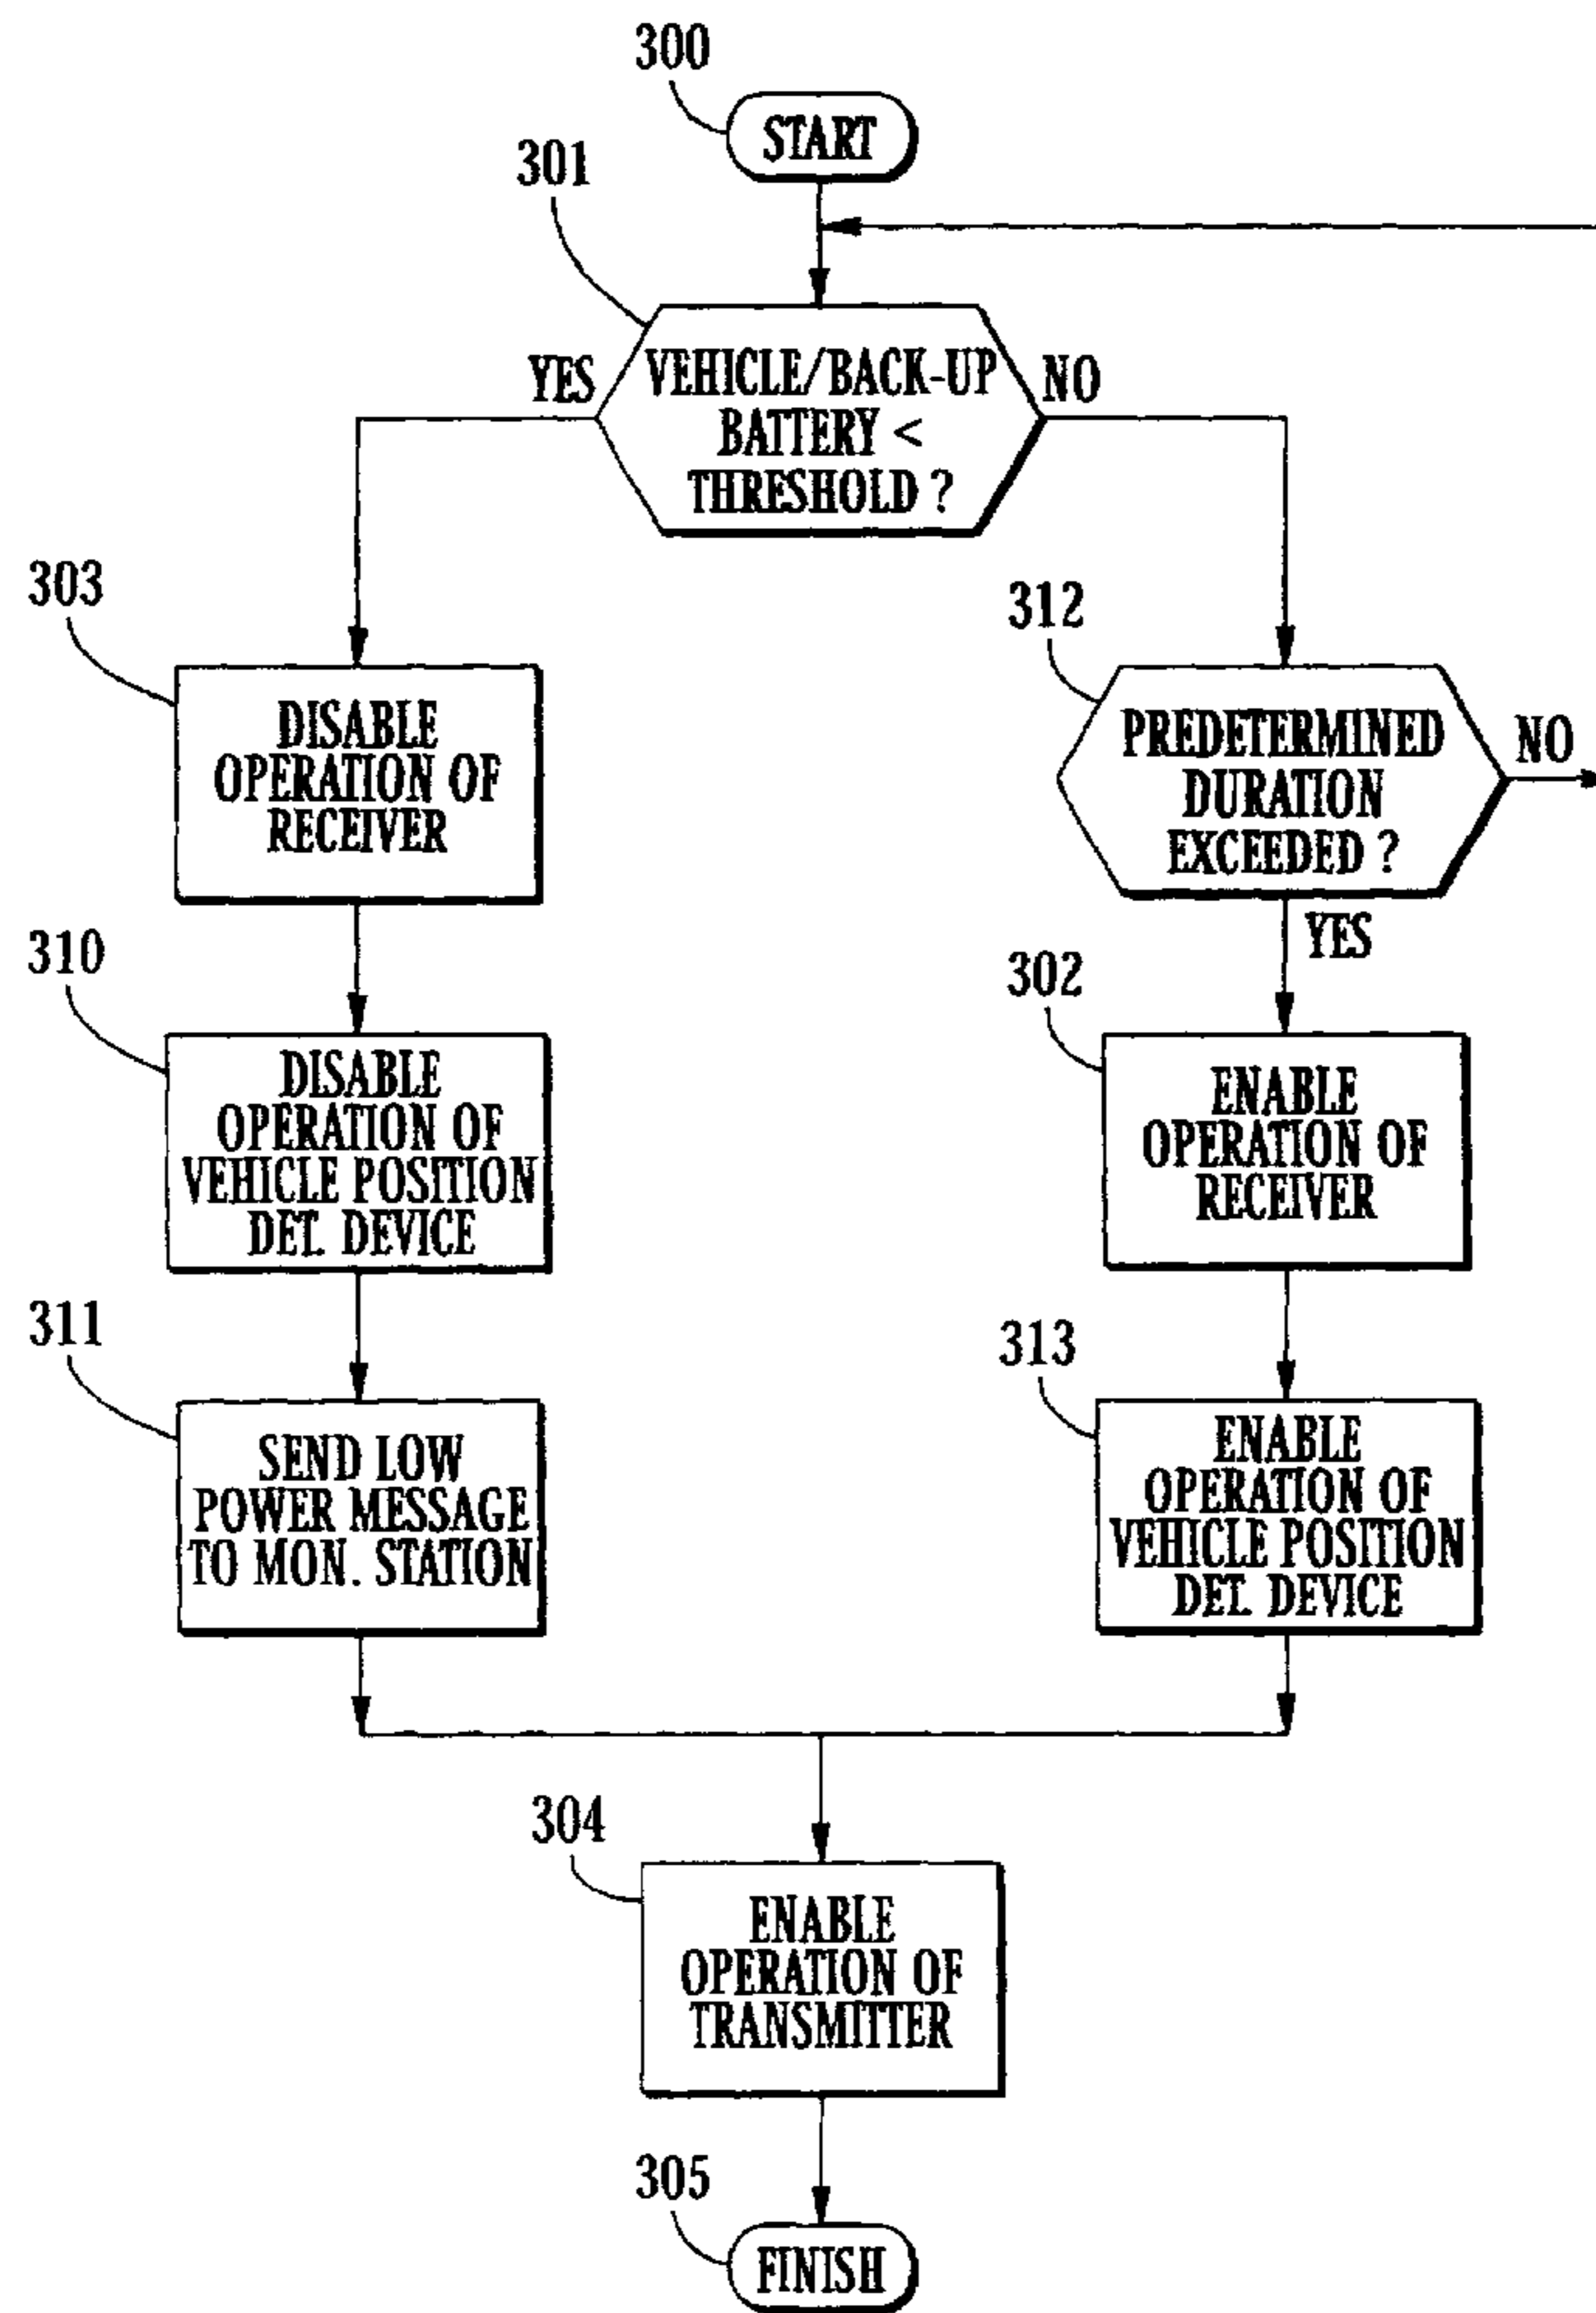 300
START
301
YES
VEHICLE/BACK-UP
BATTERY <
THRESHOLD ?
NO
303
DISABLE
OPERATION OF
RECEIVER
312
PREDETERMINED
DURATION
EXCEEDED ?
NO
YES
310
DISABLE
OPERATION OF
VEHICLE POSITION
DET. DEVICE
302
ENABLE
OPERATION OF
RECEIVER
311
SEND LOW
POWER MESSAGE
TO MON. STATION
313
ENABLE
OPERATION OF
VEHICLE POSITION
DET. DEVICE
304
ENABLE
OPERATION OF
TRANSMITTER
305
FINISH